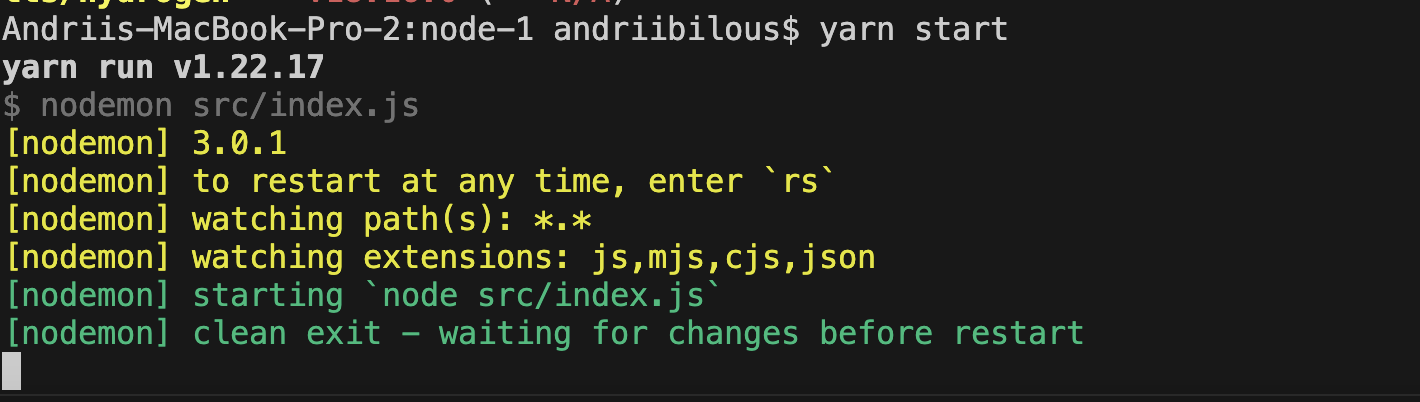 Andriis-MacBook-Pro-2:node-1 andriibilous$ yarn start
yarn run v1.22.17
$ nodemon src/index.js
[nodemon] 3.0.1
[nodemon] to restart at any time, enter `rs`
[nodemon] watching path(s): *.*
[nodemon] watching extensions: js,mjs,cjs,json
[nodemon] starting `node src/index.js`
[nodemon] clean exit - waiting for changes before restart